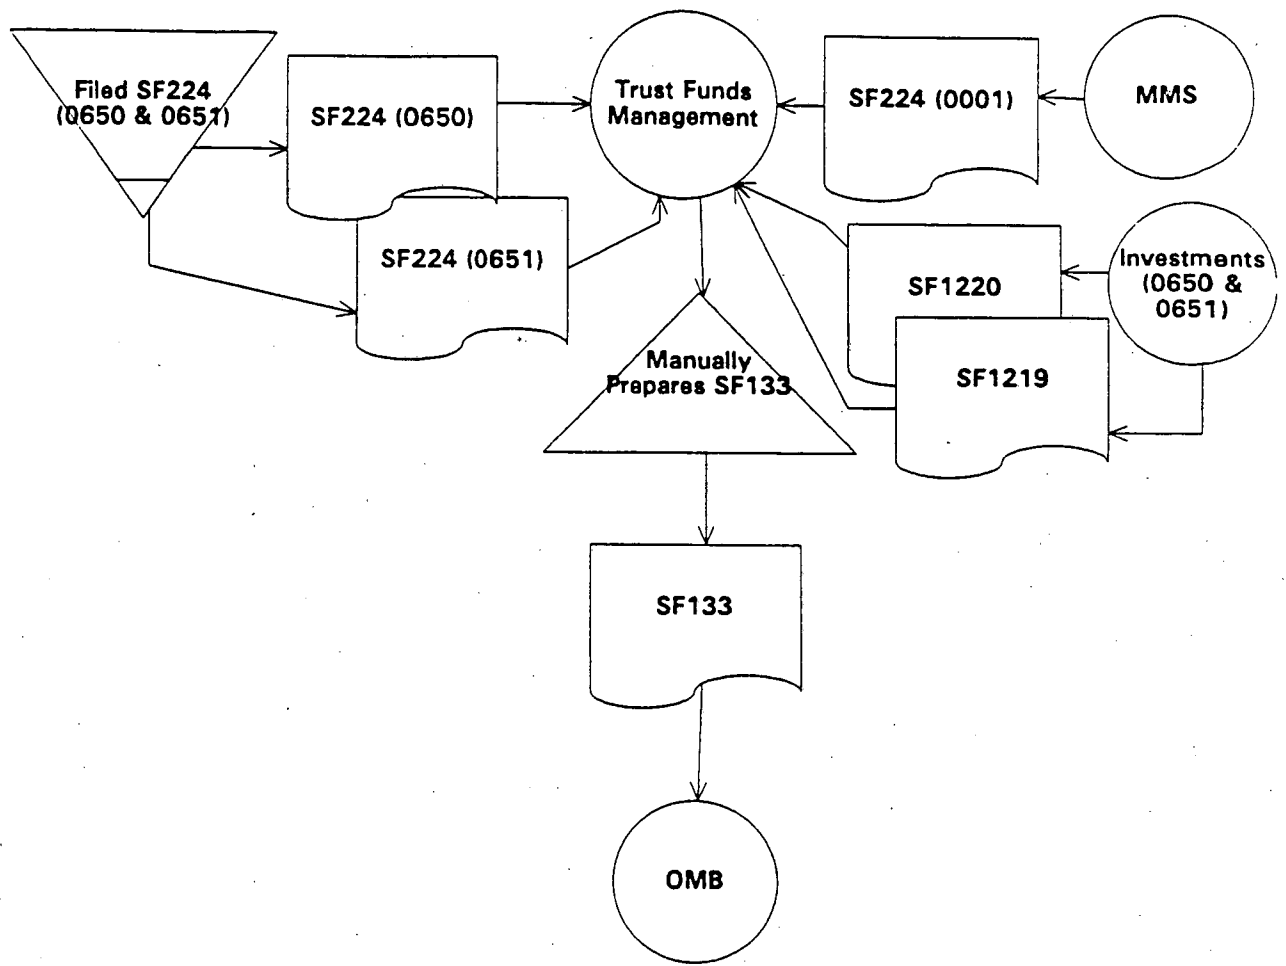 Filed SF224
(0650 & 0651)
SF224 (0650)
SF224 (0651)
Trust Funds
Management
SF224 (0001)
MMS
SF1220
Investments
(0650 &
0651)
SF1219
Manually
Prepares SF133
SF133
OMB